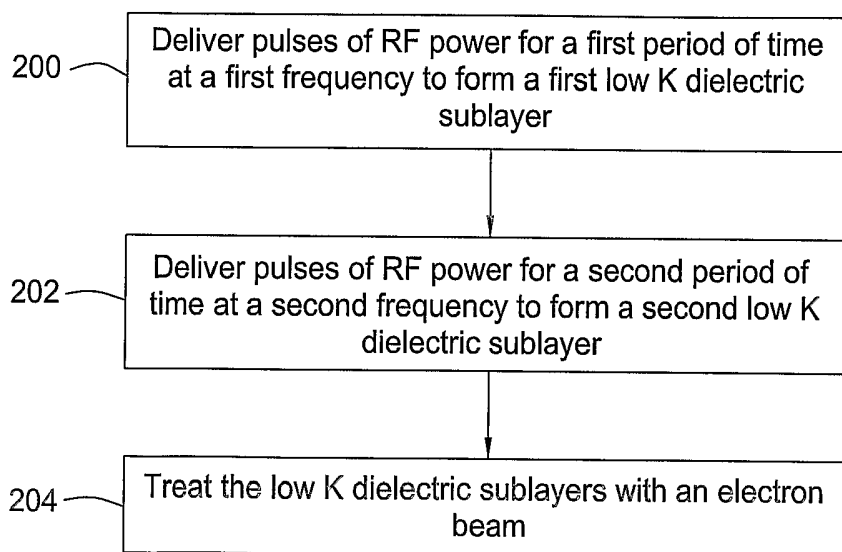 200
Deliver pulses of RF power for a first period of time
at a first frequency to form a first low K dielectric
sublayer
202
Deliver pulses of RF power for a second period of
time at a second frequency to form a second low K
dielectric sublayer
204
Treat the low K dielectric sublayers with an electron
beam